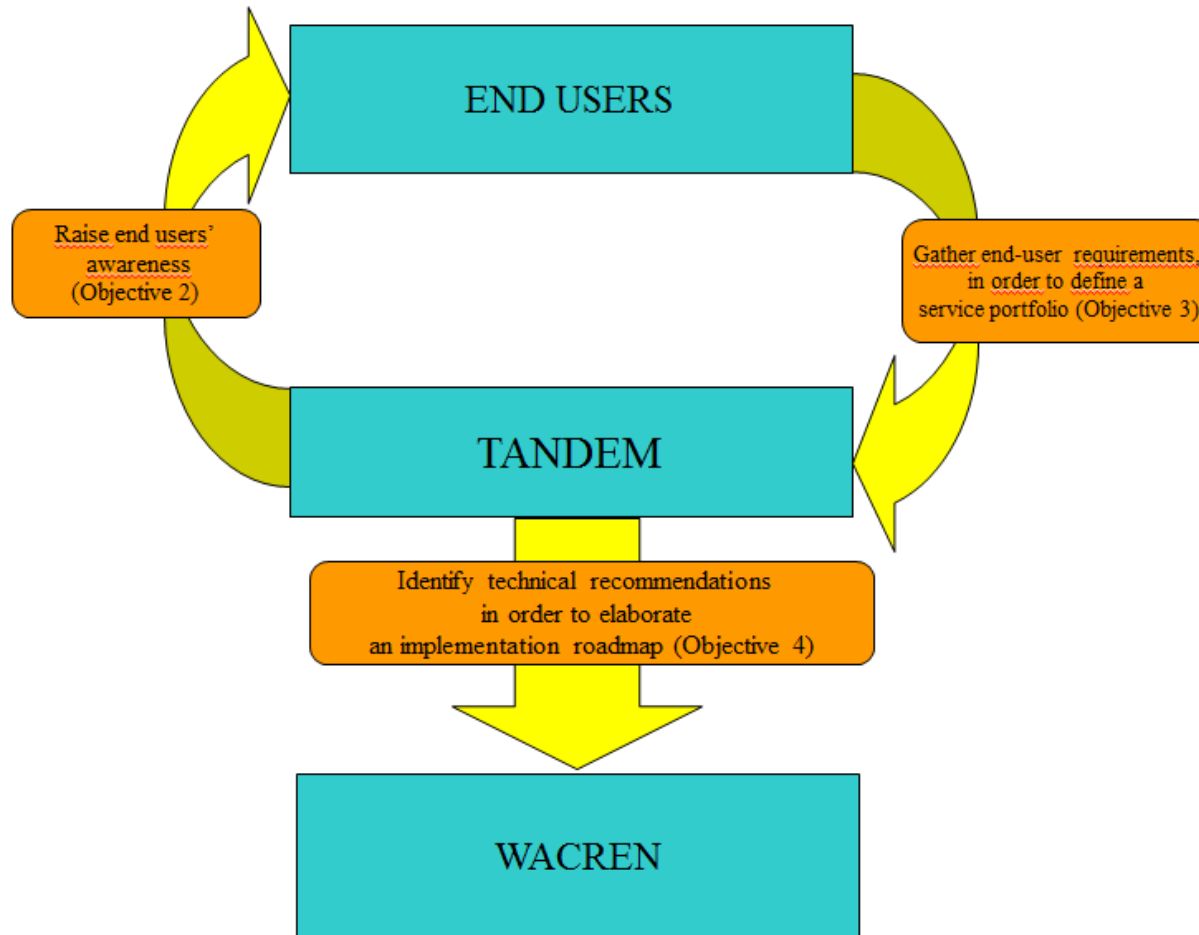 END USERS
Raise end users’
awareness
(Objective 2)
Gather end-user requirements,
in order to define a
service portfolio (Objective 3)
TANDEM
Identify technical recommendations
in order to elaborate
an implementation roadmap (Objective 4)
WACREN